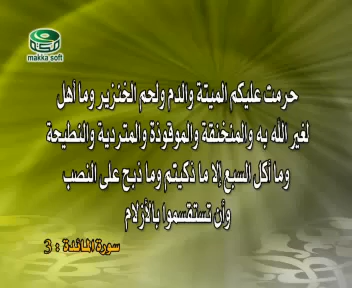 makka soft
حرمت عليكم الميتة والدم ولحم الخنزير وما أهل
لغير الله به والمنخنقة والموقوذة والمتردية والنطيحة
وما أكل السبع إلا ما ذكيتم وما ذبح على النصب
وأن تستقسموا بالأزلام
سورة المائدة : 3